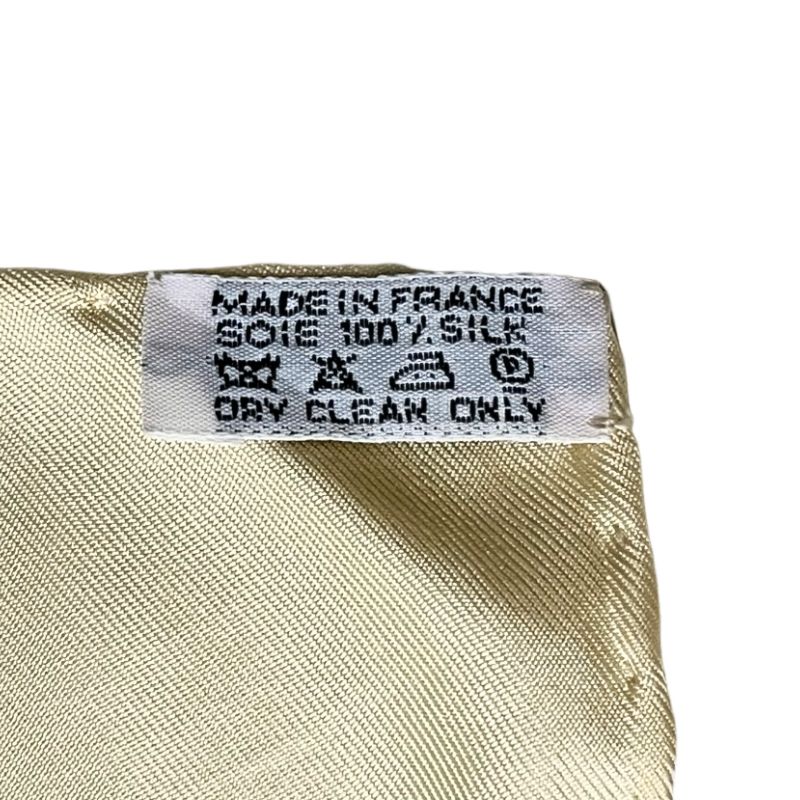 MADE IN FRANCE
SOIE 100% SILK
P
DRY CLEAN ONLY